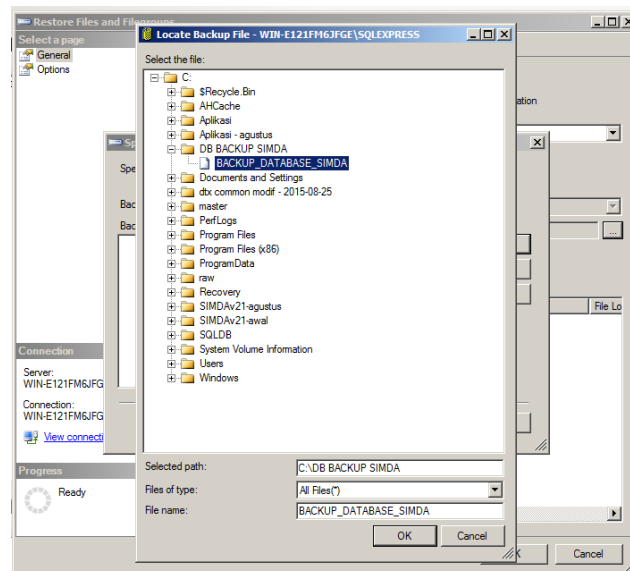 Restore Files and Filegroups
Select a page
General
Options
Locate Backup File - WIN-E121FM6JFGE\SQLEXPRESS
Select the file:
C:
$Recycle.Bin
AHCache
Aplikasi
Aplikasi - agustus
DB BACKUP SIMDA
BACKUP_DATABASE_SIMDA
Documents and Settings
dtx common modif - 2015-08-25
master
PerfLogs
Program Files
Program Files (x86)
ProgramData
raw
Recovery
SIMDAv21-agustus
SIMDAv21-awal
SQLDB
System Volume Information
Users
Windows
Selected path:
C:\DB BACKUP SIMDA
Files of type:
All Files(*)
File name:
BACKUP_DATABASE_SIMDA
OK
Cancel
Sp
Spe
Bac
Bac
ation
...
File Lo
Connection
Server:
WIN-E121FM6JFG
Connection:
WIN-E121FM6JFG
View connecti
Progress
Ready
Cancel